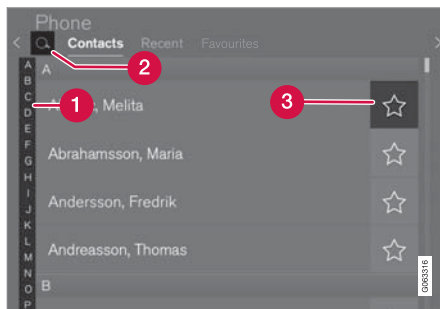 Phone
Contacts Recent Favourites
2
A
B
C
D
E
F
G
H
I
J
K
L
M
N
O
P
A
1
Melita
3
Abrahamsson, Maria
Andersson, Fredrik
Andreasson, Thomas
B
G063316